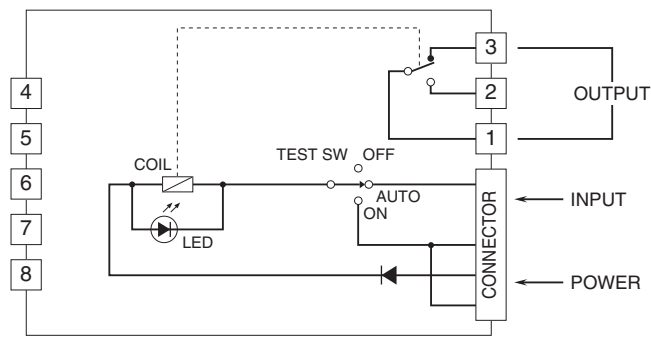 3
4
2
OUTPUT
5
1
TEST SW
OFF
COIL
6
AUTO
INPUT
ON
CONNECTOR
7
LED
8
POWER